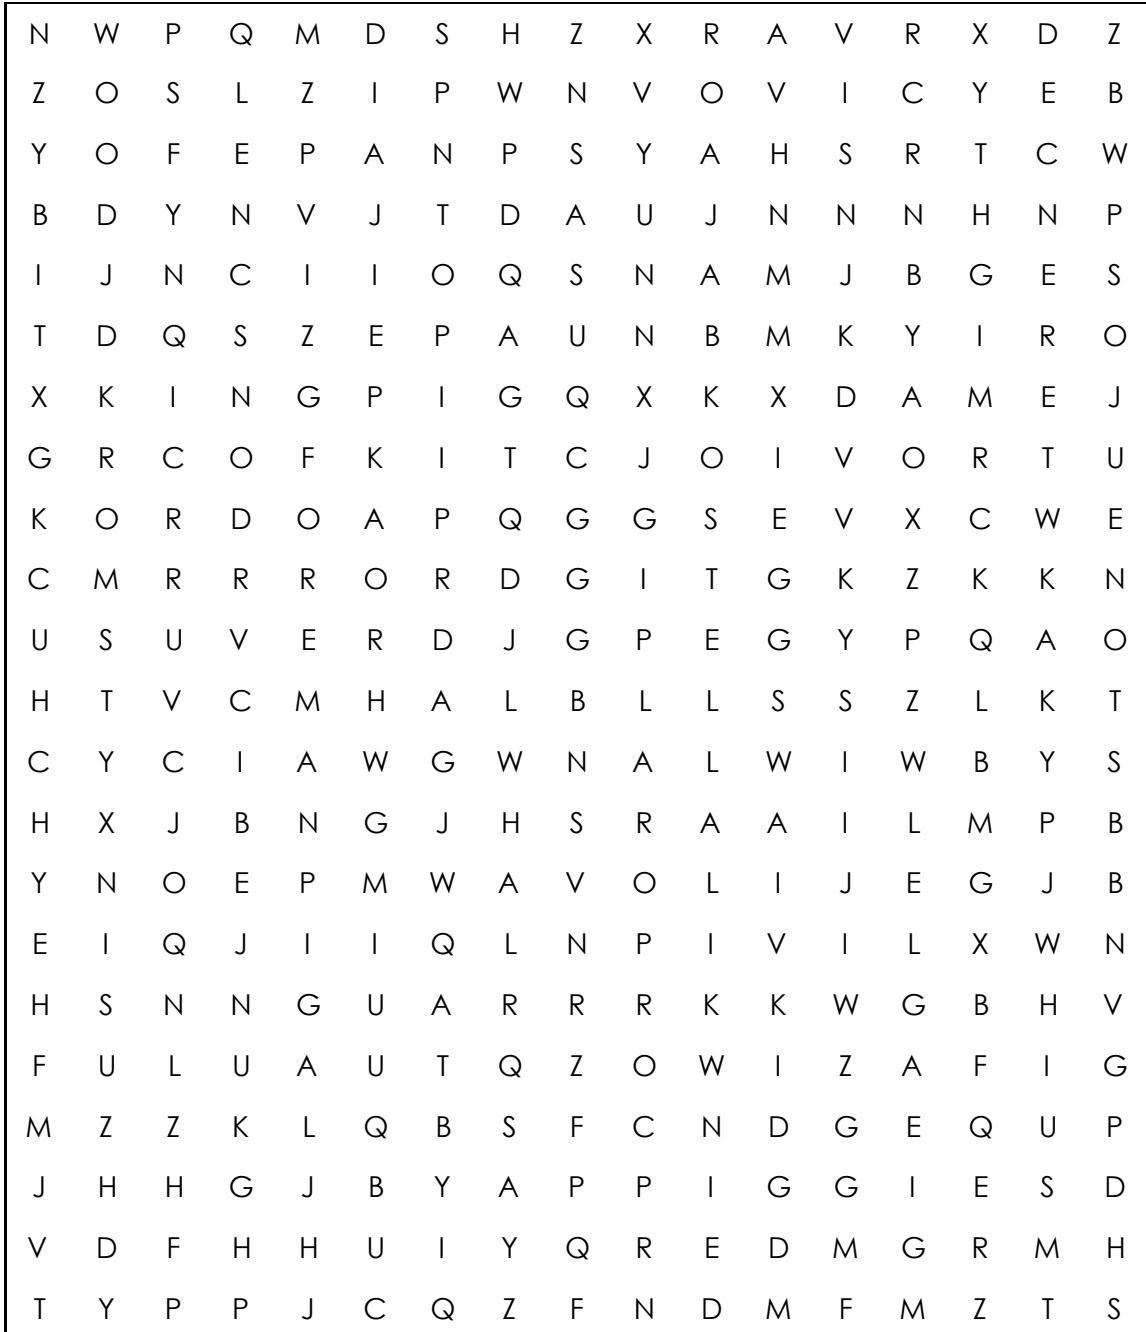 N W P Q M D S H Z X R A V R X D Z
Z O S L Z I P W N V O V I C Y E B
Y O F E P A N P S Y A H S R T C W
B D Y N V J T D A U J N N N H N P
I J N C I I O Q S N A M J B G E S
T D Q S Z E P A U N B M K Y I R O
X K I N G P I G Q X K X D A M E J
G R C O F K I T C J O I V O R T U
K O R D O A P Q G G S E V X C W E
C M R R R O R D G I T G K Z K K N
U S U V E R D J G P E G Y P Q A O
H T V C M H A L B L L S S Z L K T
C Y C I A W G W N A L W I W B Y S
H X J B N G J H S R A A I L M P B
Y N O E P M W A V O L I J E G J B
E I Q J I I Q L N P I V I L X W N
H S N N G U A R R R K K W G B H V
F U L U A U T Q Z O W I Z A F I G
M Z Z K L Q B S F C N D G E Q U P
J H H G J B Y A P P I G G I E S D
V D F H H U I Y Q R E D M G R M H
T Y P P J C Q Z F N D M F M Z T S